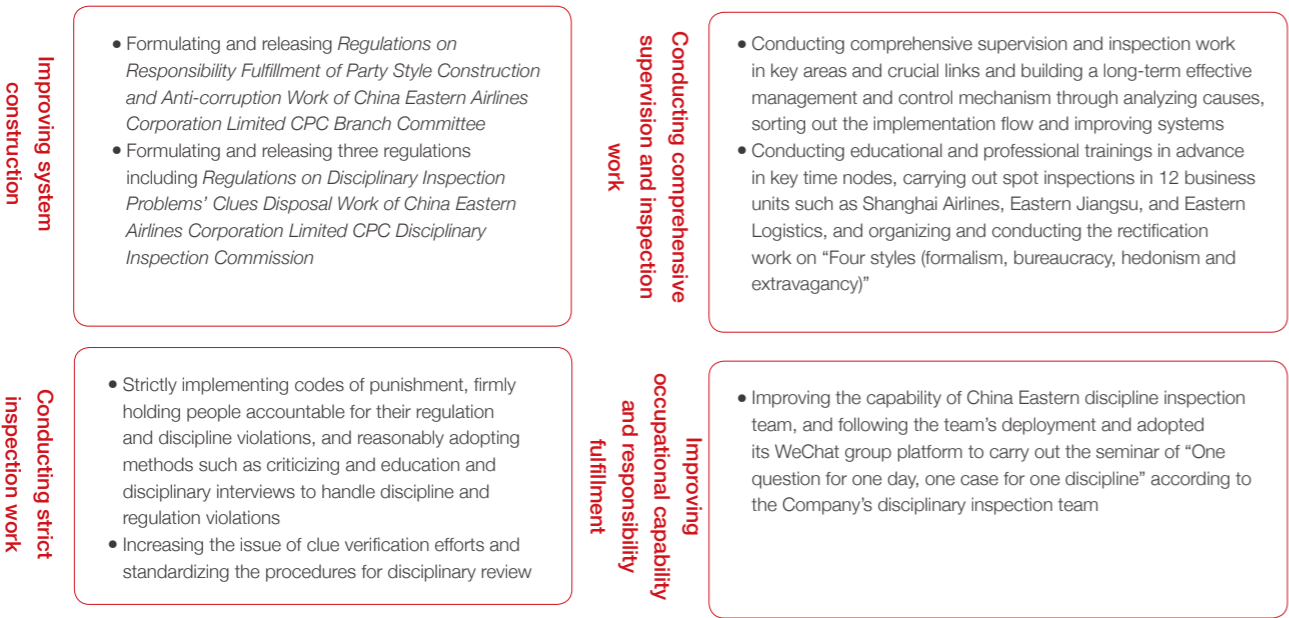 Improving system
construction
● Formulating and releasing Regulations on
Responsibility Fulfillment of Party Style Construction
and Anti-corruption Work of China Eastern Airlines
Corporation Limited CPC Branch Committee
● Formulating and releasing three regulations
including Regulations on Disciplinary Inspection
Problems' Clues Disposal Work of China Eastern
Airlines Corporation Limited CPC Disciplinary
Inspection Commission
Conducting comprehensive
supervision and inspection
work
● Conducting comprehensive supervision and inspection work
in key areas and crucial links and building a long-term effective
management and control mechanism through analyzing causes,
sorting out the implementation flow and improving systems
● Conducting educational and professional trainings in advance
in key time nodes, carrying out spot inspections in 12 business
units such as Shanghai Airlines, Eastern Jiangsu, and Eastern
Logistics, and organizing and conducting the rectification
work on “Four styles (formalism, bureaucracy, hedonism and
extravagancy)”
Conducting strict
inspection work
● Strictly implementing codes of punishment, firmly
holding people accountable for their regulation
and discipline violations, and reasonably adopting
methods such as criticizing and education and
disciplinary interviews to handle discipline and
regulation violations
● Increasing the issue of clue verification efforts and
standardizing the procedures for disciplinary review
Improving
occupational capability
and responsibility
fulfillment
● Improving the capability of China Eastern discipline inspection
team, and following the team's deployment and adopted
its WeChat group platform to carry out the seminar of “One
question for one day, one case for one discipline” according to
the Company's disciplinary inspection team